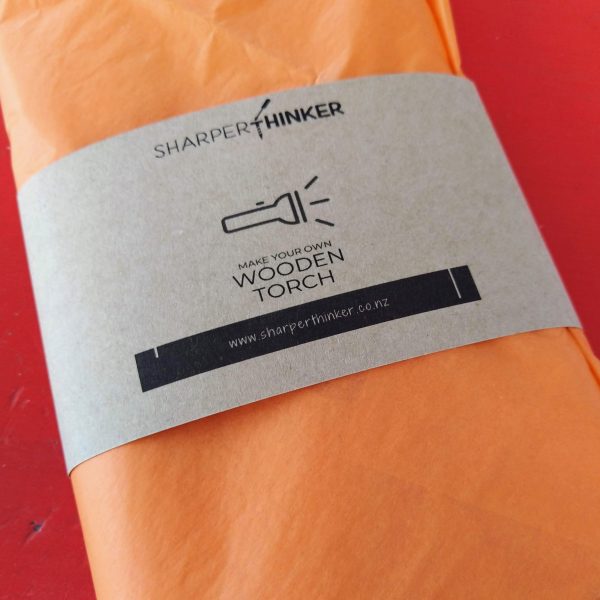 SHARPERTHINKER
MAKE YOUR OWN
WOODEN
TORCH
www.sharperthinker.co.nz